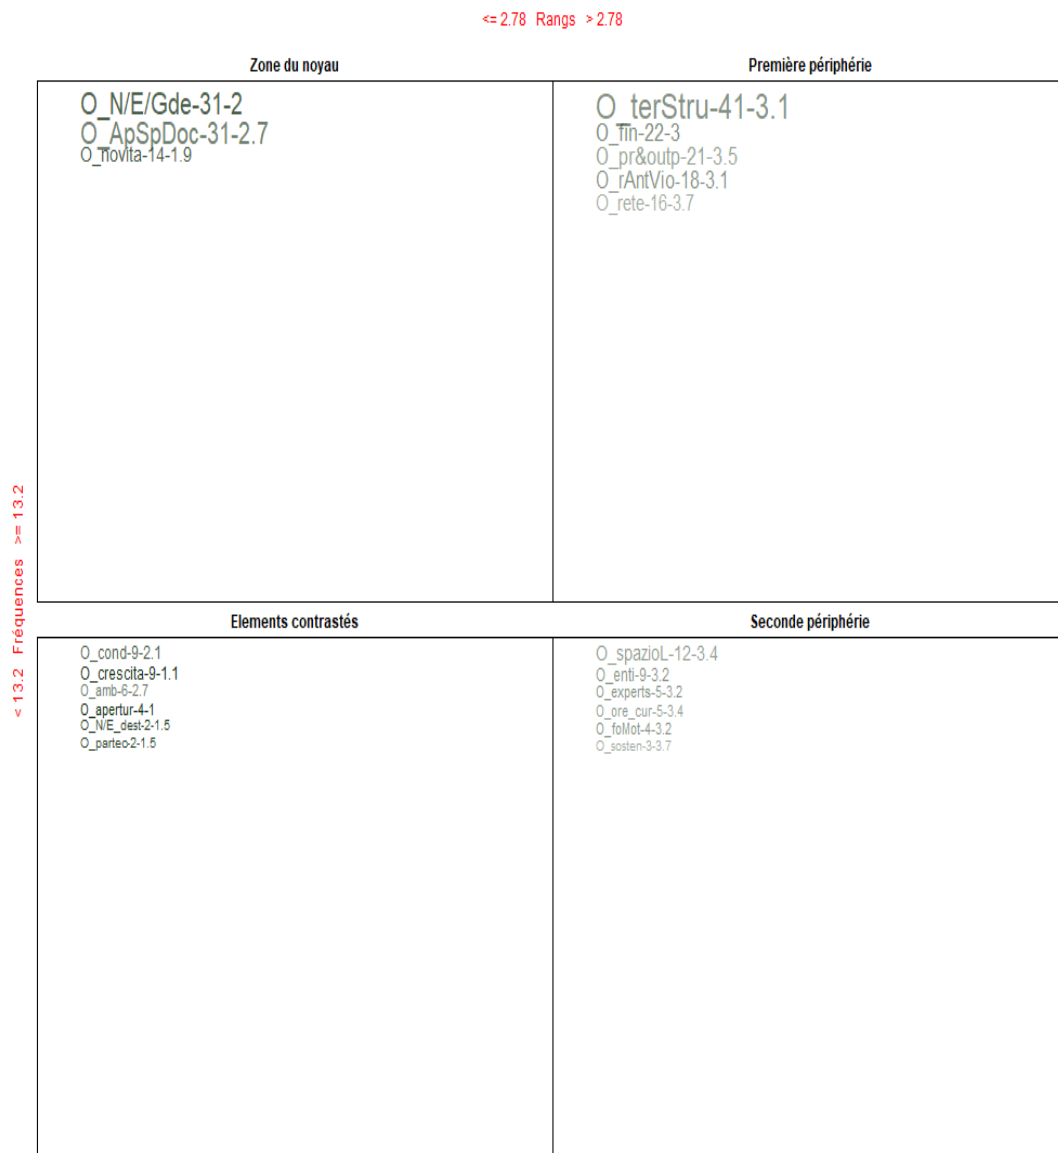 <= 2.78 Rangs > 2.78
Zone du noyau
O_N/E/Gde-31-2
O_ApSpDoc-31-2.7
O_novita-14-1.9
Première périphérie
O_terStru-41-3.1
O_fin-22-3
O_pr&outp-21-3.5
O_rAntVio-18-3.1
O_rete-16-3.7
< 13.2 Fréquences >= 13.2
Elements contrastés
O_cond-9-2.1
O_crescita-9-1.1
O_amb-6-2.7
O_apertur-4-1
O_N/E_dest-2-1.5
O_partec-2-1.5
Seconde périphérie
O_spazioL-12-3.4
O_enti-9-3.2
O_experts-5-3.2
O_ore_cur-5-3.4
O_foMot-4-3.2
O_sosten-3-3.7